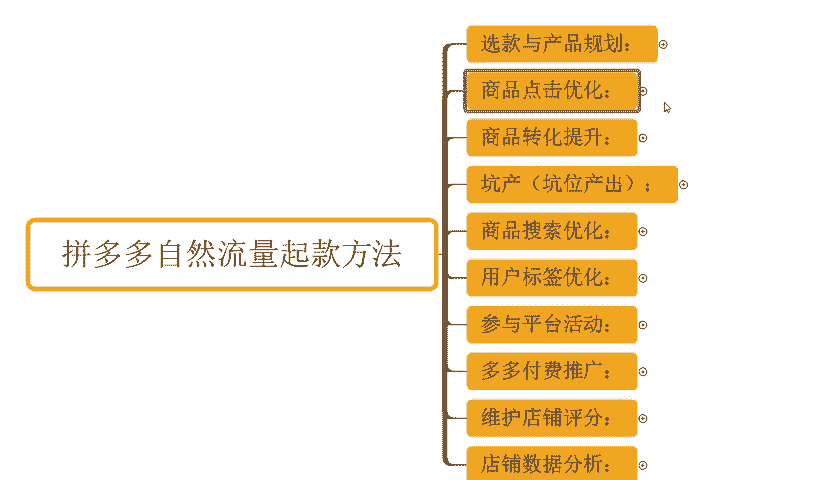 拼多多自然流量起款方法
选款与产品规划：
商品点击优化：
商品转化提升：
坑产（坑位产出）：
商品搜索优化：
用户标签优化：
参与平台活动：
多多付费推广：
维护店铺评分：
店铺数据分析：